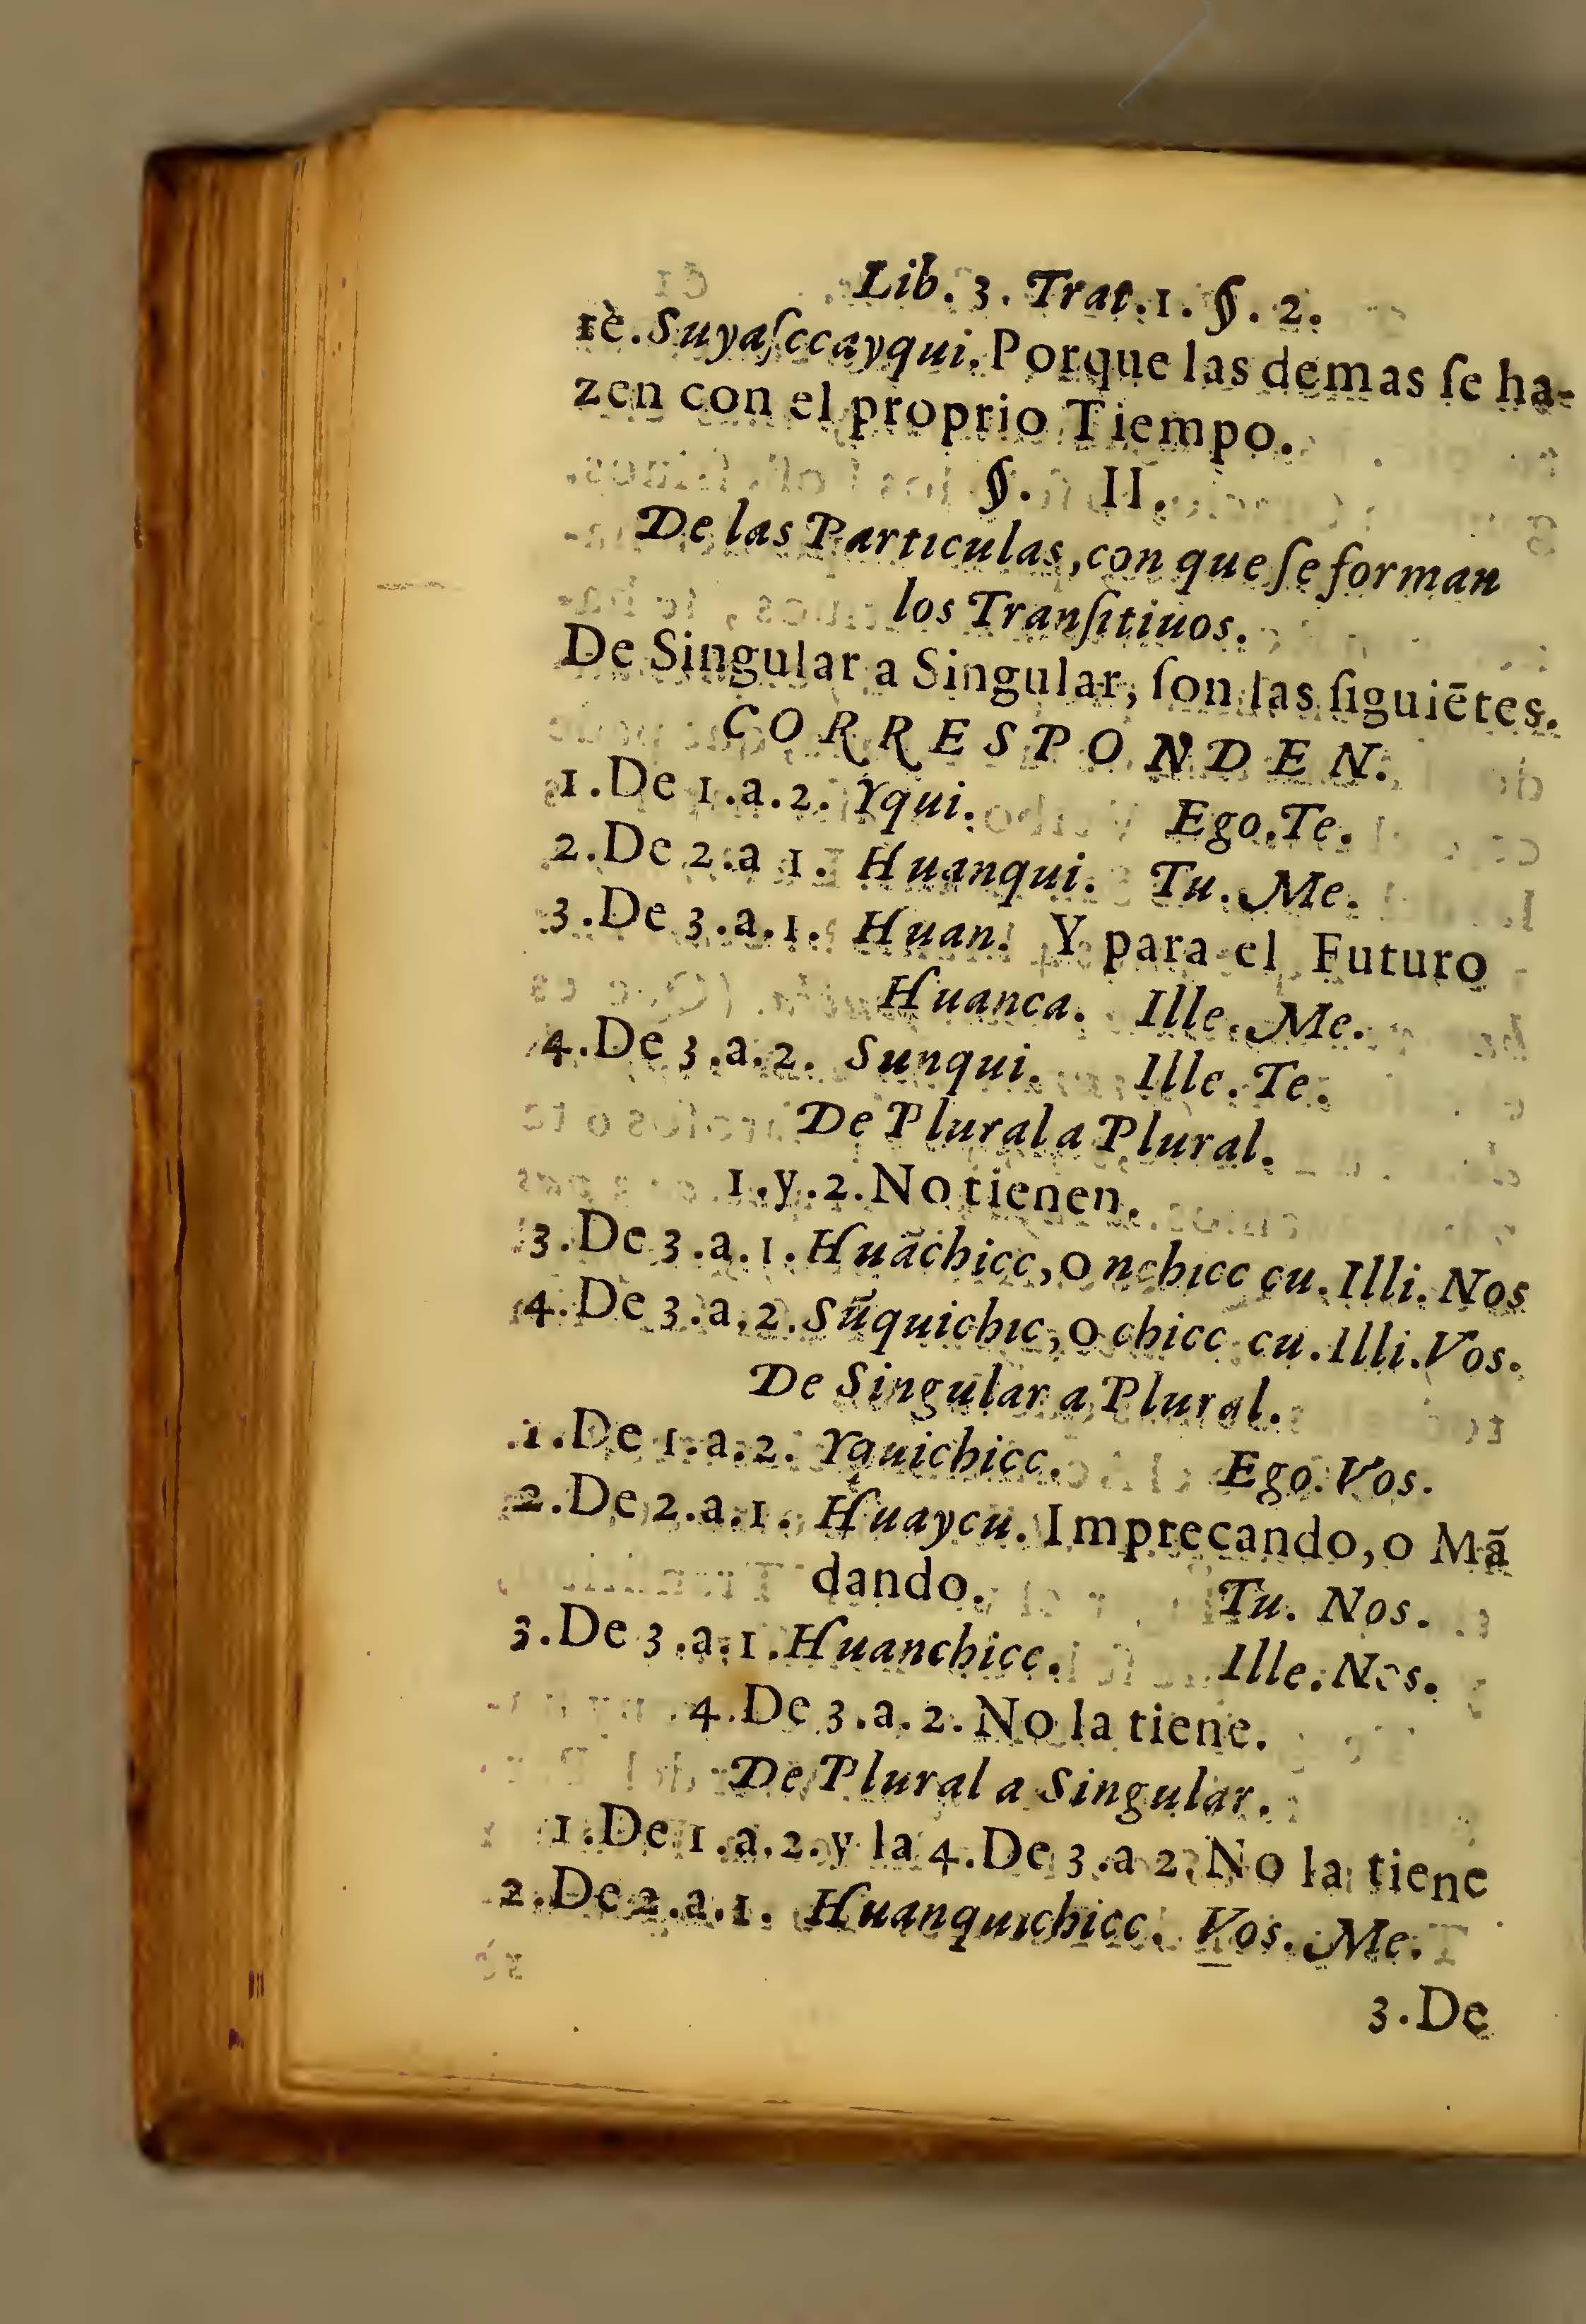 Lib. 3. Trat. 1. §. 2.
rè. Suyaſccayqui. Porque las demas ſe ha-
zen con el proprio Tiempo.
§. II.
De las Particulas, con que ſe forman
los Tranſitiuos.
De Singular a Singular, ſon las ſiguiẽtes.
CORRESPONDEN.
1. De 1. a. 2. Yqui. Ego. Te.
2. De 2. a 1. Huanqui. Tu. Me.
3. De 3. a. 1. Huan. Y para el Futuro
Huanca. Ille. Me.
4. De 3. a. 2. Sunqui. Ille. Te.
De Plural a Plural.
1. y. 2. No tienen.
3. De 3. a. 1. Huãchicc, o nchicc cu. Illi. Nos
4. De 3. a. 2. Sũquichic, o chicc cu. Illi. Vos.
De Singular a Plural.
1. De 1. a. 2. Yquichicc. Ego. Vos.
2. De 2. a. 1. Huaycu. Imprecando, o Mã
dando. Tu. Nos.
3. De 3. a. 1. Huanchicc. Ille. Nos.
4. De 3. a. 2. No la tiene.
De Plural a Singular.
1. De 1. a. 2. y la 4. De 3. a 2. No la tiene
2. De 2. a. 1. Huanquichicc. Vos. Me.
3. De